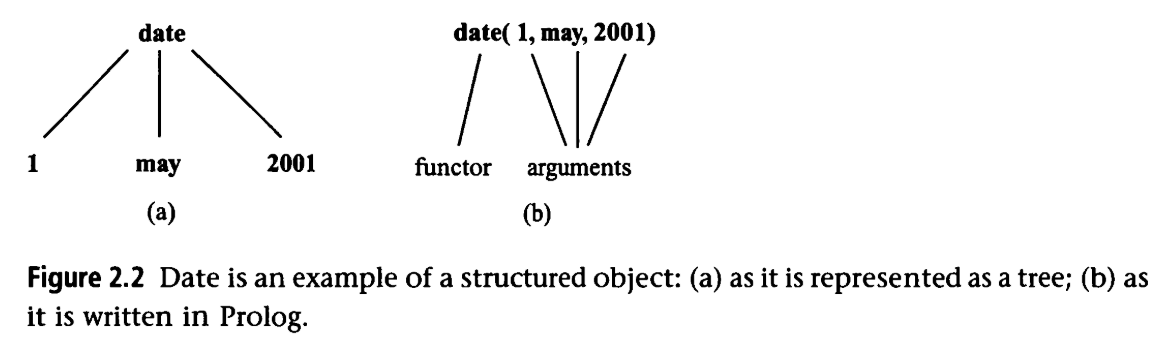 date
1 may 2001
(a)
date( 1, may, 2001)
functor arguments
(b)
Figure 2.2 Date is an example of a structured object: (a) as it is represented as a tree; (b) as
it is written in Prolog.